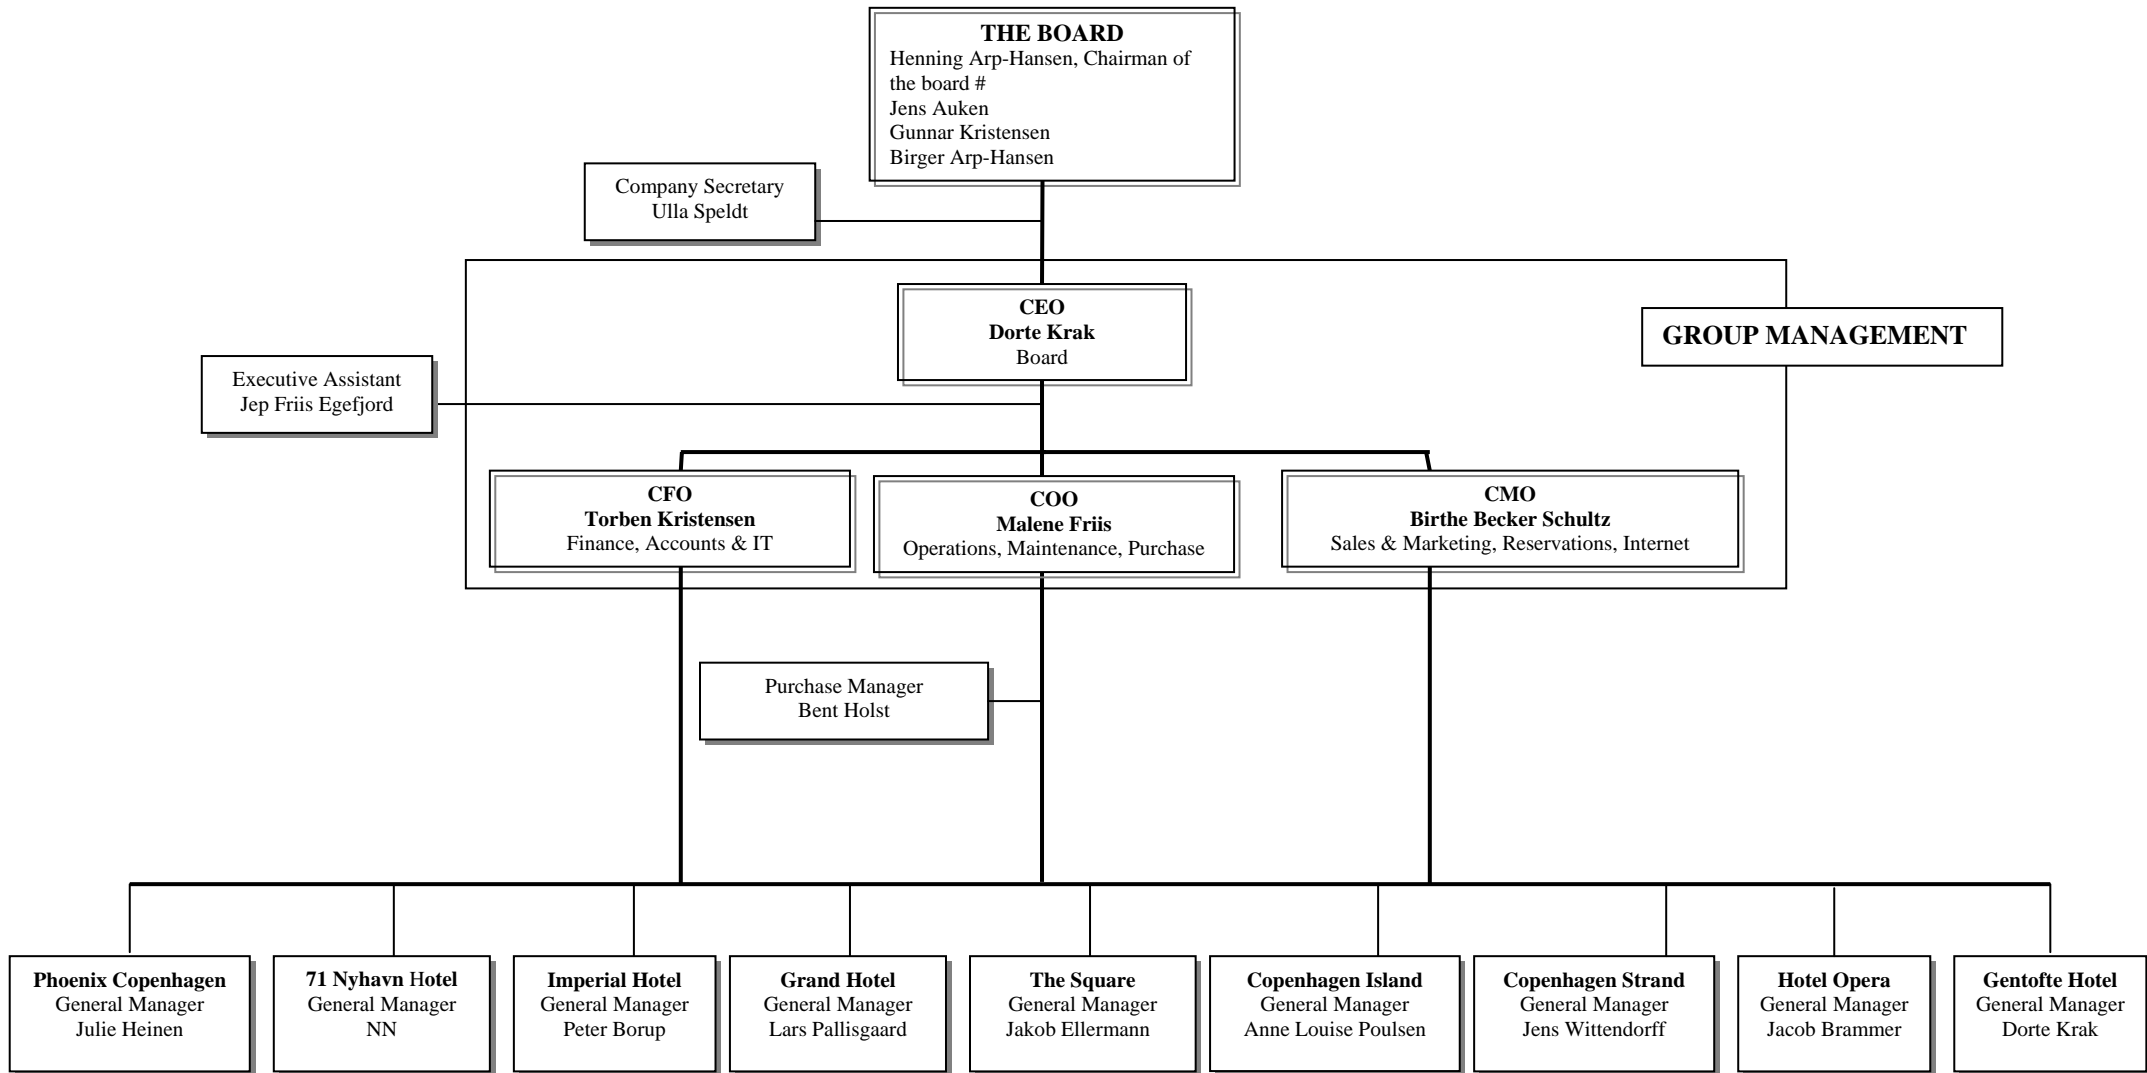 THE BOARD
Henning Arp-Hansen, Chairman of
the board #
Jens Auken
Gunnar Kristensen
Birger Arp-Hansen
Company Secretary
Ulla Speldt
CEO
Dorte Krak
Board
GROUP MANAGEMENT
Executive Assistant
Jep Friis Egefjord
CFO
Torben Kristensen
Finance, Accounts & IT
COO
Malene Friis
Operations, Maintenance, Purchase
CMO
Birthe Becker Schultz
Sales & Marketing, Reservations, Internet
Purchase Manager
Bent Holst
Phoenix Copenhagen
General Manager
Julie Heinen
71 Nyhavn Hotel
General Manager
NN
Imperial Hotel
General Manager
Peter Borup
Grand Hotel
General Manager
Lars Pallisgaard
The Square
General Manager
Jakob Ellermann
Copenhagen Island
General Manager
Anne Louise Poulsen
Copenhagen Strand
General Manager
Jens Wittendorff
Hotel Opera
General Manager
Jacob Brammer
Gentofte Hotel
General Manager
Dorte Krak